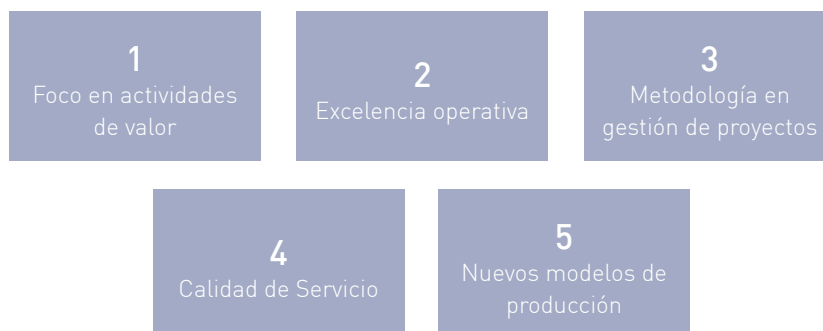 1
Foco en actividades
de valor
2
Excelencia operativa
3
Metodología en
gestión de proyectos
4
Calidad de Servicio
5
Nuevos modelos de
producción